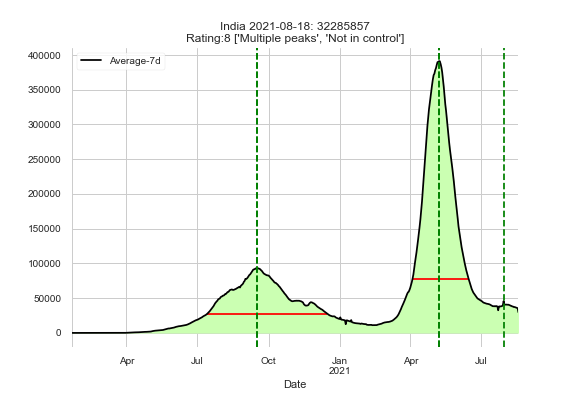 India 2021-08-18: 32285857
Rating:8 ['Multiple peaks', 'Not in control']
Average-7d
400000
350000
300000
250000
200000
150000
100000
50000
0
Apr Jul Oct Jan Apr Jul
2021
Date